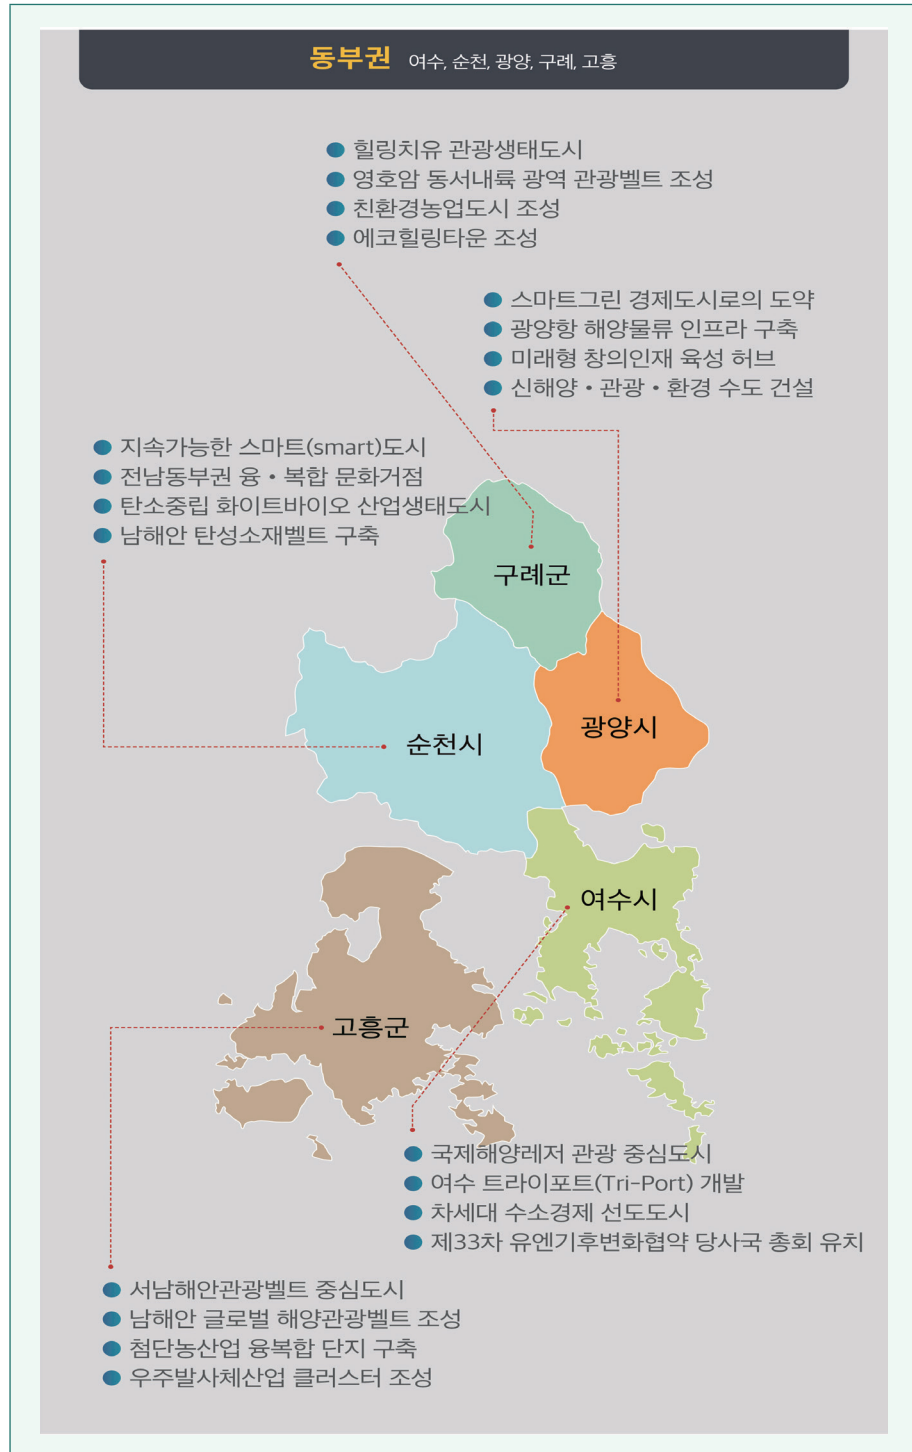 동부권 여수, 순천, 광양, 구례, 고흥
힐링치유 관광생태도시
영호암 동서내륙 광역 관광벨트 조성
친환경농업도시 조성
에코힐링타운 조성
스마트그린 경제도시로의 도약
광양항 해양물류 인프라 구축
미래형 창의인재 육성 허브
신해양・관광・환경 수도 건설
지속가능한 스마트(smart)도시
전남동부권 융・복합 문화거점
탄소중립 화이트바이오 산업생태도시
남해안 탄성소재벨트 구축
구례군
광양시
순천시
여수시
고흥군
국제해양레저 관광 중심도시
여수 트라이포트(Tri-Port) 개발
차세대 수소경제 선도도시
제33차 유엔기후변화협약 당사국 총회 유치
서남해안관광벨트 중심도시
남해안 글로벌 해양관광벨트 조성
첨단농산업 융복합 단지 구축
우주발사체산업 클러스터 조성